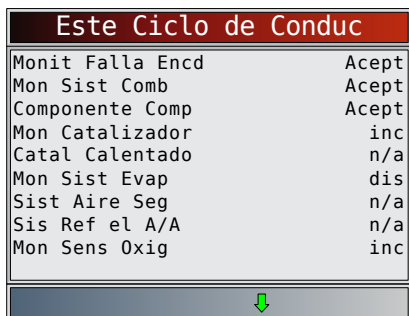 Este Ciclo de Conduc
Monit Falla Encd Acept
Mon Sist Comb Acept
Componente Comp Acept
Mon Catalizador inc
Catal Calentado n/a
Mon Sist Evap dis
Sist Aire Seg n/a
Sis Ref el A/A n/a
Mon Sens Oxig inc